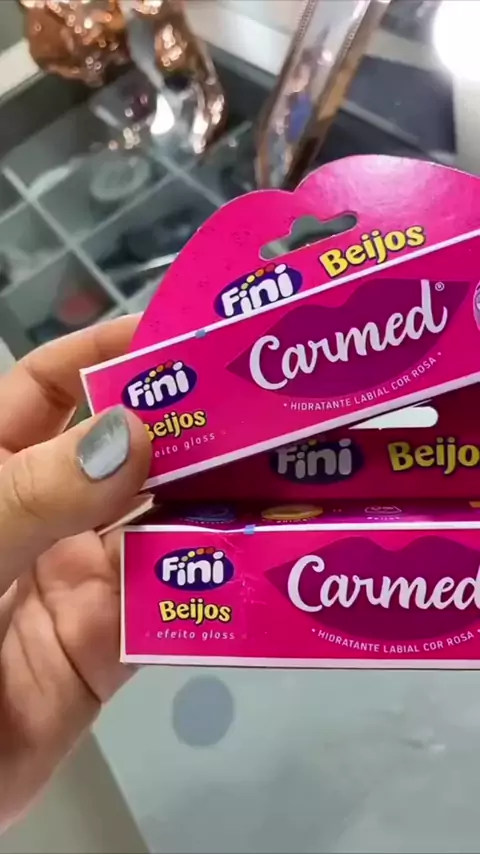 Fini Beijos
Carmed®
• HIDRATANTE LABIAL COR ROSA •
Fini
Beijos
efeito gloss
Fini Beijo
Fini
Beijos
efeito gloss
Carmed
• HIDRATANTE LABIAL COR ROSA